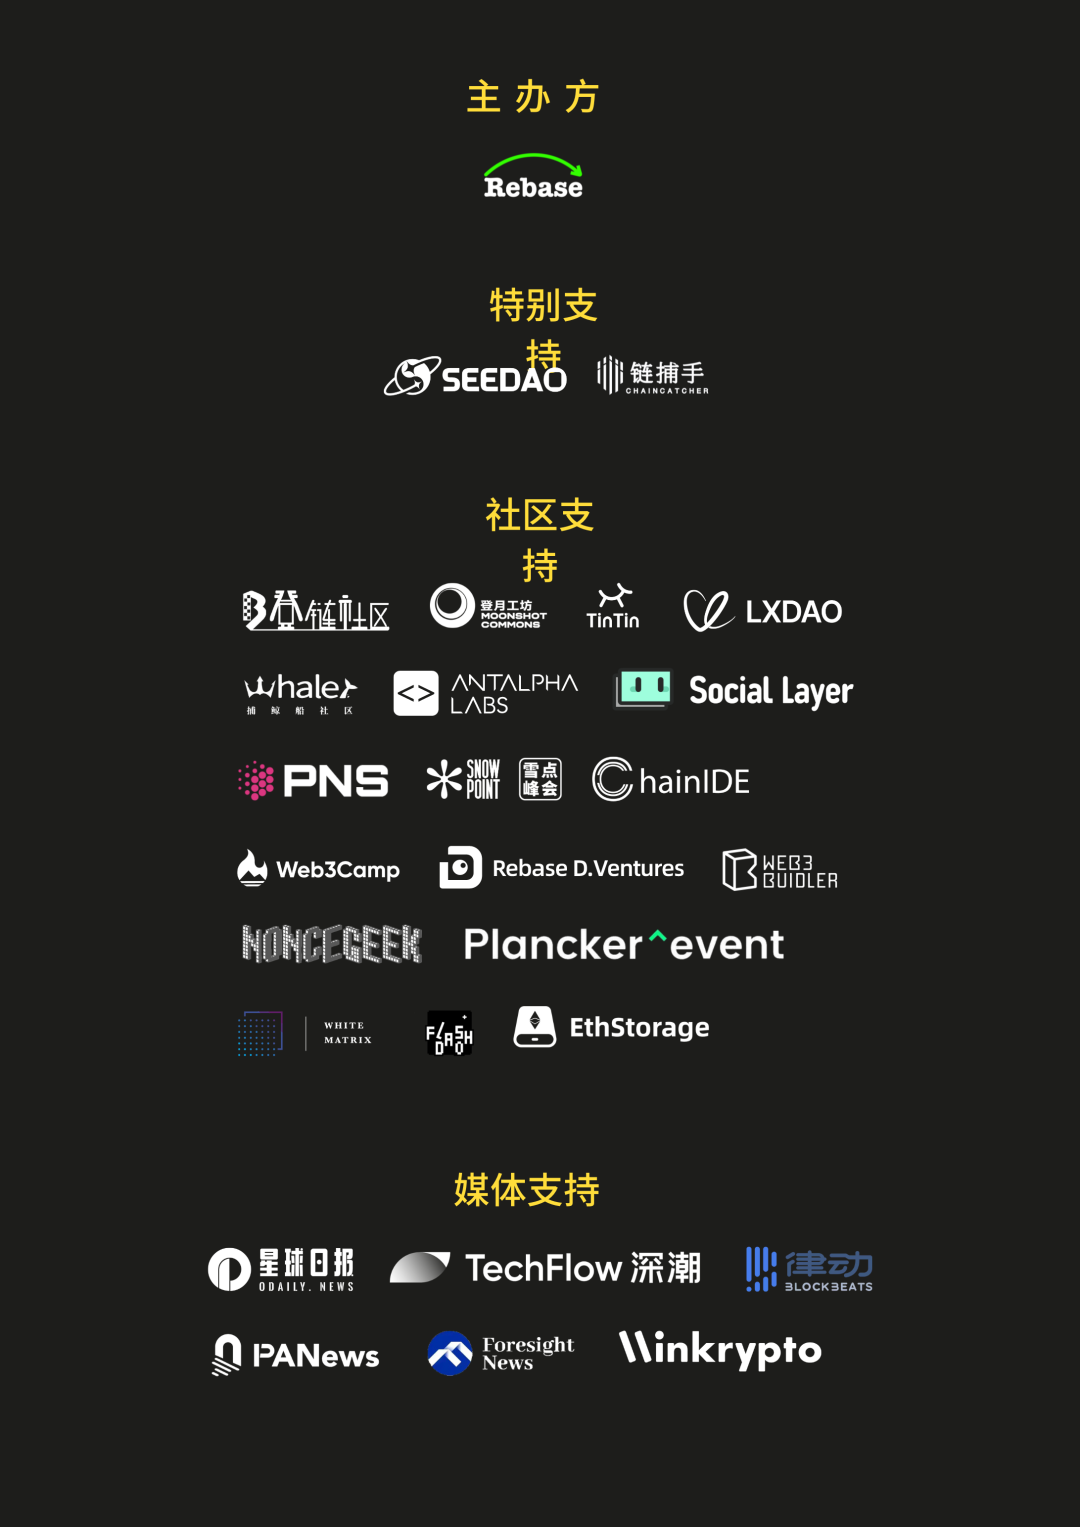 主办方
Rebase
特别支
持
SEEDAO
链捕手
CHAINCATCHER
社区支
持
登链社区
登月工坊
MOONSHOT
COMMONS
TinTin
LXDAO
Whaler
捕鲸船社区
<>
ANTALPHA
LABS
Social Layer
PNS
SNOW
POINT
雪点
峰会
ChainIDE
Web3Camp
Rebase D.Ventures
WEB3
BUIDLER
NONCEGEEK
Plancker^event
WHITE
MATRIX
FLASH
DAO
EthStorage
媒体支持
星球日报
ODAILY. NEWS
TechFlow 深潮
律动
BLOCKBEATS
PANews
Foresight
News
Winkrypto